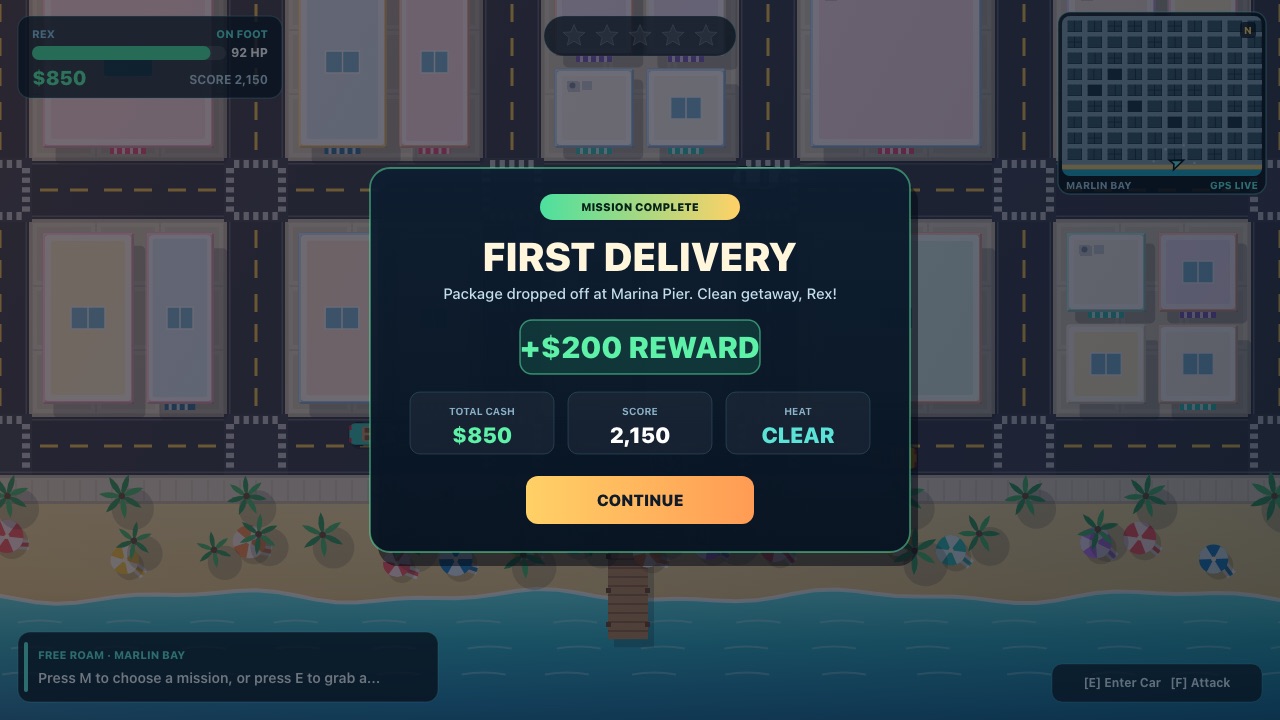 REX ON FOOT
92 HP
$850 SCORE 2,150
N
MARLIN BAY GPS LIVE
MISSION COMPLETE
FIRST DELIVERY
Package dropped off at Marina Pier. Clean getaway, Rex!
+$200 REWARD
TOTAL CASH
$850
SCORE
2,150
HEAT
CLEAR
CONTINUE
FREE ROAM · MARLIN BAY
Press M to choose a mission, or press E to grab a...
[E] Enter Car [F] Attack